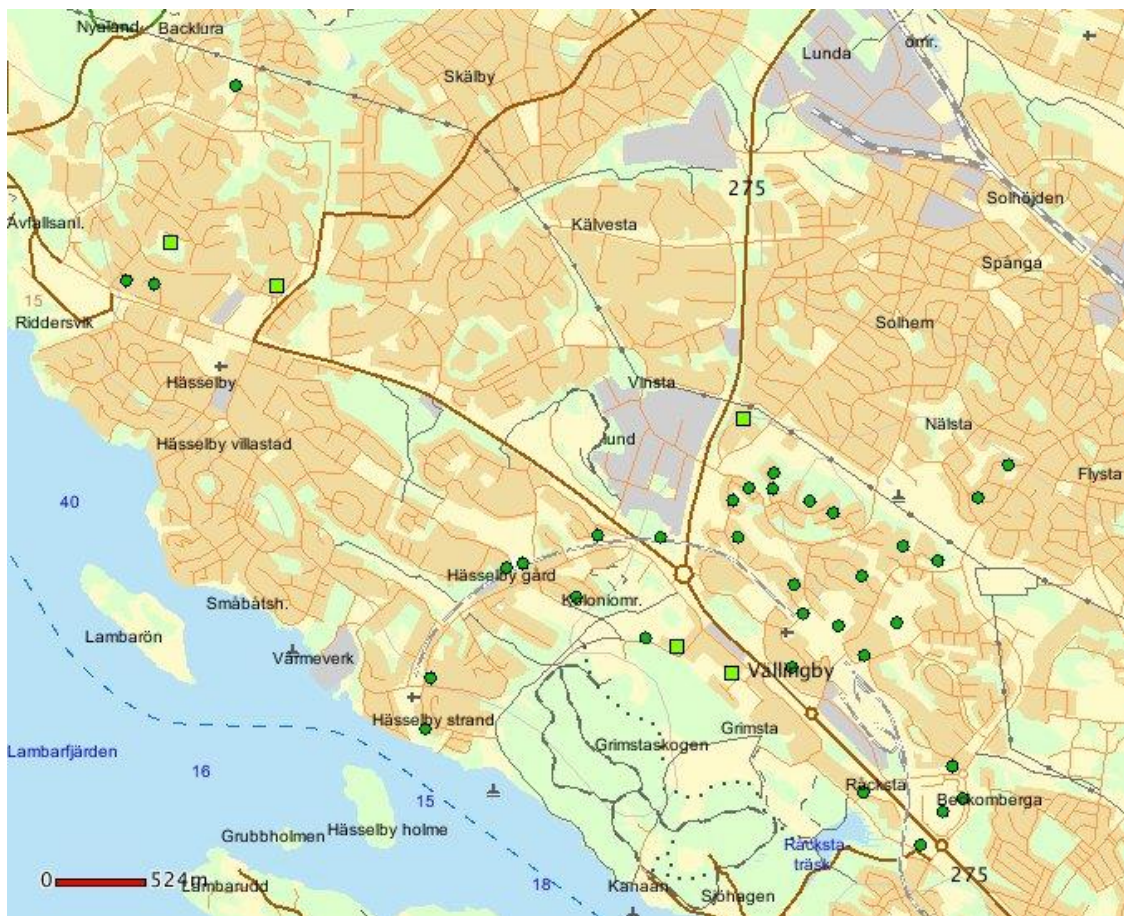 Nyaland
Backlura
Lunda
omr.
Skälby
275
Solhöjden
Avfallsanl.
Kälvesta
Spånga
15
Riddersvik
Solhem
Hässelby
Vinsta
Nälsta
Hässelby villastad
lund
Flysta
40
Hässelby gård
Koloniomr.
Småbåtsh.
Lambarön
Värmeverk
Vällingby
Hässelby strand
Grimsta
Lambarfjärden
Grimstaskogen
16
15
Råcksta
Beckomberga
Grubbholmen
Hässelby holme
Råcksta
träsk
0
524m
Lambarudd
18
Kanaan
Sjöhagen
275